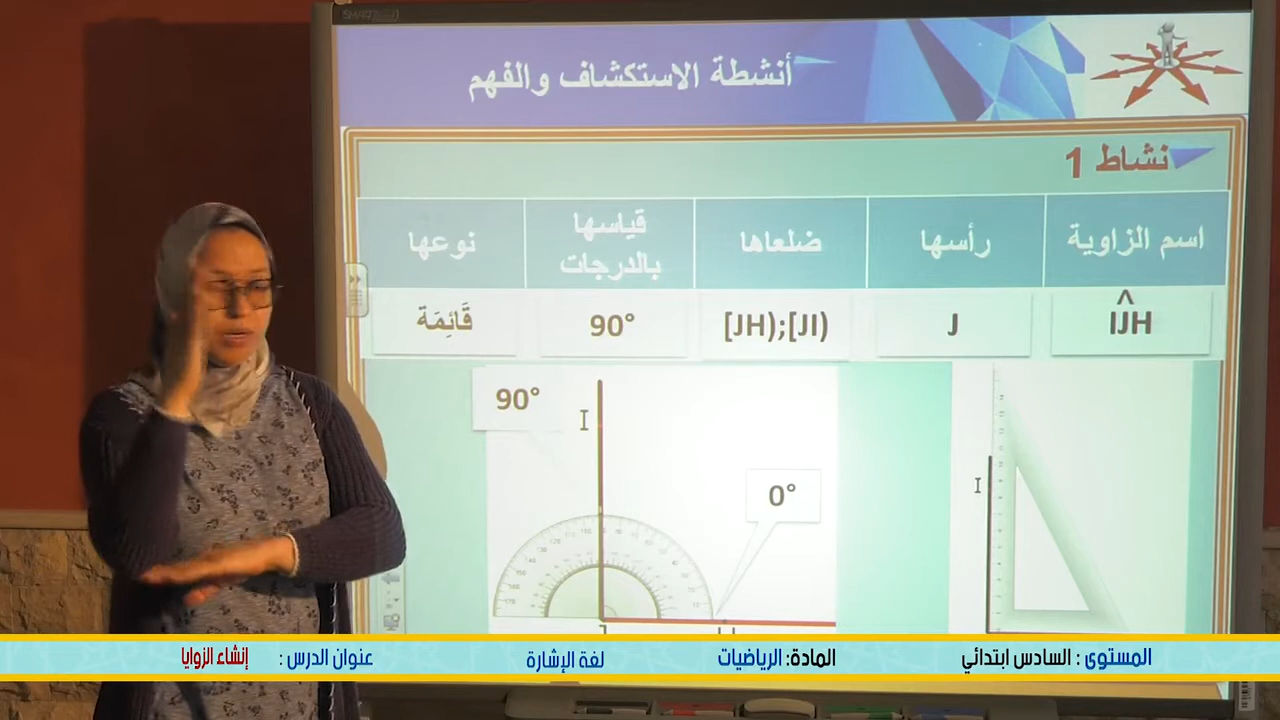 SMART
أنشطة الاستكشاف والفهم
نشاط 1
اسم الزاوية
رأسها
ضلعاها
قياسها بالدرجات
نوعها
IĴH
J
[JH);[JI)
90°
قَائِمَة
90°
I
0°
I
المستوى : السادس ابتدائي
المادة: الرياضيات
لغة الإشارة
عنوان الدرس : إنشاء الزوايا